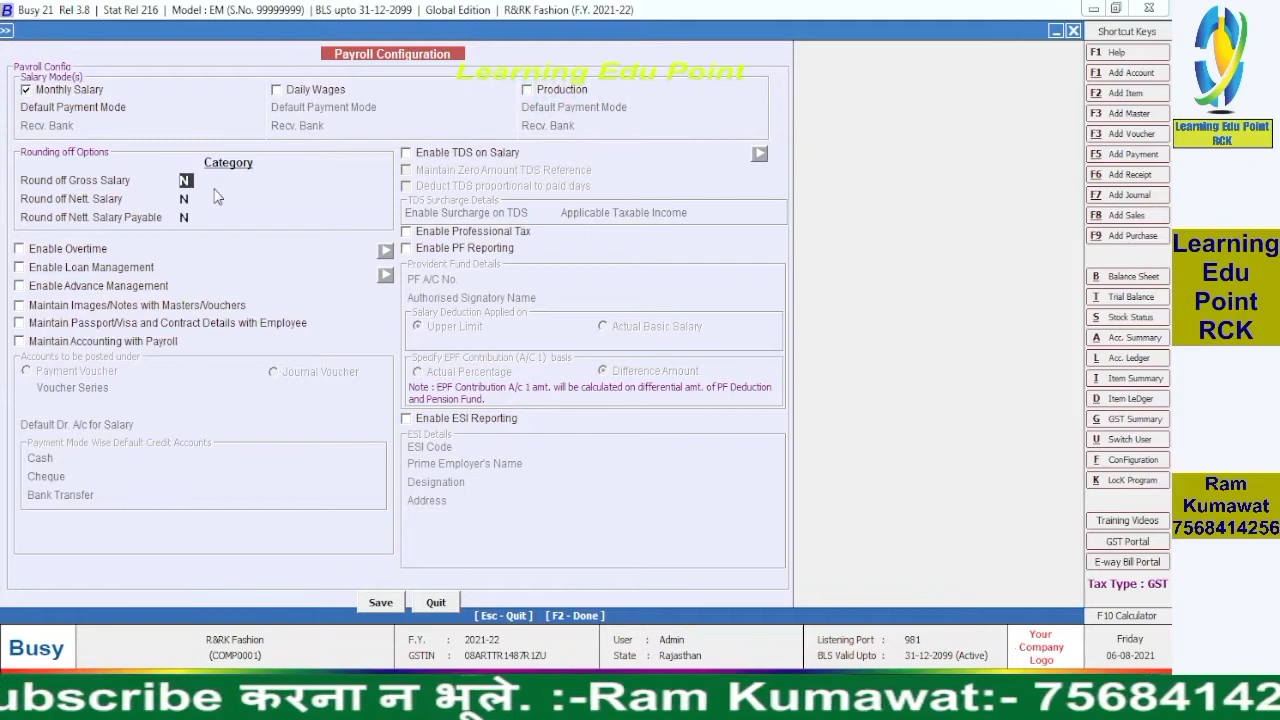 Busy 21 Rel 3.8 | Stat Rel 216 | Model : EM (S.No. 99999999) | BLS upto 31-12-2099 | Global Edition | R&RK Fashion (F.Y. 2021-22)
>>
Payroll Configuration
Learning Edu Point
Payroll Config
Salary Mode(s)
Monthly Salary
Daily Wages
Production
Default Payment Mode
Default Payment Mode
Default Payment Mode
Recv. Bank
Recv. Bank
Recv. Bank
Rounding off Options
Category
Round off Gross Salary N
Round off Nett. Salary N
Round off Nett. Salary Payable N
Enable Overtime
Enable Loan Management
Enable Advance Management
Maintain Images/Notes with Masters/Vouchers
Maintain Passport/Visa and Contract Details with Employee
Maintain Accounting with Payroll
Accounts to be posted under
Payment Voucher
Journal Voucher
Voucher Series
Default Dr. A/c for Salary
Payment Mode Wise Default Credit Accounts
Cash
Cheque
Bank Transfer
Enable TDS on Salary
Maintain Zero Amount TDS Reference
Deduct TDS proportional to paid days
Details
Enable Surcharge on TDS
Applicable Taxable Income
Enable Professional Tax
Enable PF Reporting
Provident Fund Details
PF A/C No.
Authorised Signatory Name
Salary Deduction Applied on
Limit
Actual Salary
Specify EPF Contribution (A/C 1) basis
Percentage
Difference Amount
Note : EPF Contribution A/c 1 amt. will be calculated on differential amt. of PF Deduction
and Pension Fund.
Enable ESI Reporting
ESI Details
ESI Code
Prime Employer's Name
Designation
Address
Save
Quit
[ Esc - Quit ] [ F2 - Done ]
Shortcut Keys
F1 Help
F1 Add Account
F2 Add Item
F3 Add Master
F3 Add Voucher
F5 Add Payment
F6 Add Receipt
F7 Add Journal
F8 Add Sales
F9 Add Purchase
B Balance Sheet
T Trial Balance
S Stock Status
A Acc. Summary
L Acc. Ledger
I Item Summary
D Item LeDger
G GST Summary
U Switch User
F ConFiguration
K LocK Program
Training Videos
GST Portal
E-way Bill Portal
Tax Type : GST
F10 Calculator
Learning Edu Point
RCK
Learning
Edu
Point
RCK
Ram
Kumawat
7568414256
Busy
R&RK Fashion
(COMP0001)
F.Y. : 2021-22
GSTIN : 08ARTTR1487R1ZU
User : Admin
State : Rajasthan
Listening Port : 981
BLS Valid Upto : 31-12-2099 (Active)
Your
Company
Logo
Friday
06-08-2021
ubscribe करना न भूले. :-Ram Kumawat:- 75684142